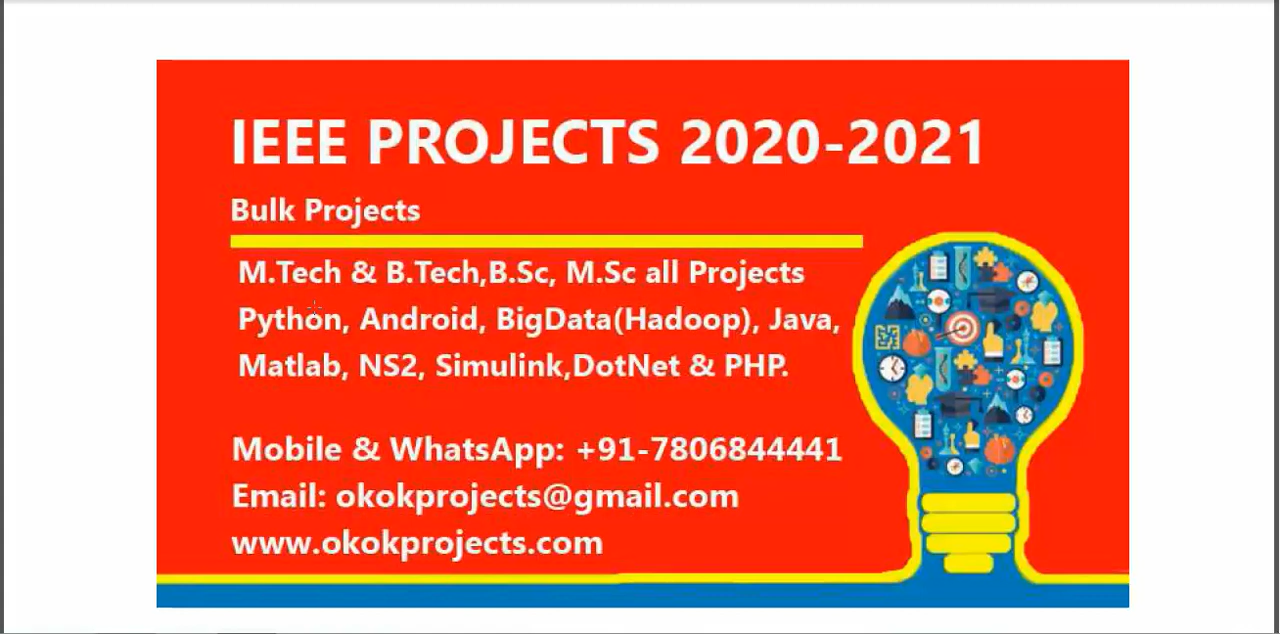 IEEE PROJECTS 2020-2021
Bulk Projects
M.Tech & B.Tech,B.Sc, M.Sc all Projects
Python, Android, BigData(Hadoop), Java,
Matlab, NS2, Simulink,DotNet & PHP.
Mobile & WhatsApp: +91-7806844441
Email: okokprojects@gmail.com
www.okokprojects.com